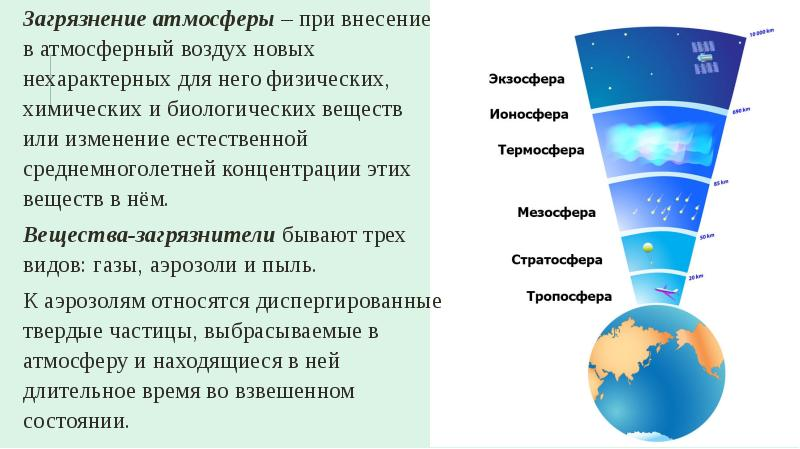 Загрязнение атмосферы – при внесение
в атмосферный воздух новых
нехарактерных для него физических,
химических и биологических веществ
или изменение естественной
среднемноголетней концентрации этих
веществ в нём.
Вещества-загрязнители бывают трех
видов: газы, аэрозоли и пыль.
К аэрозолям относятся диспергированные
твердые частицы, выбрасываемые в
атмосферу и находящиеся в ней
длительное время во взвешенном
состоянии.
10 000 km
Экзосфера
Ионосфера
690 km
Термосфера
85 km
Мезосфера
50 km
Стратосфера
20 km
Тропосфера